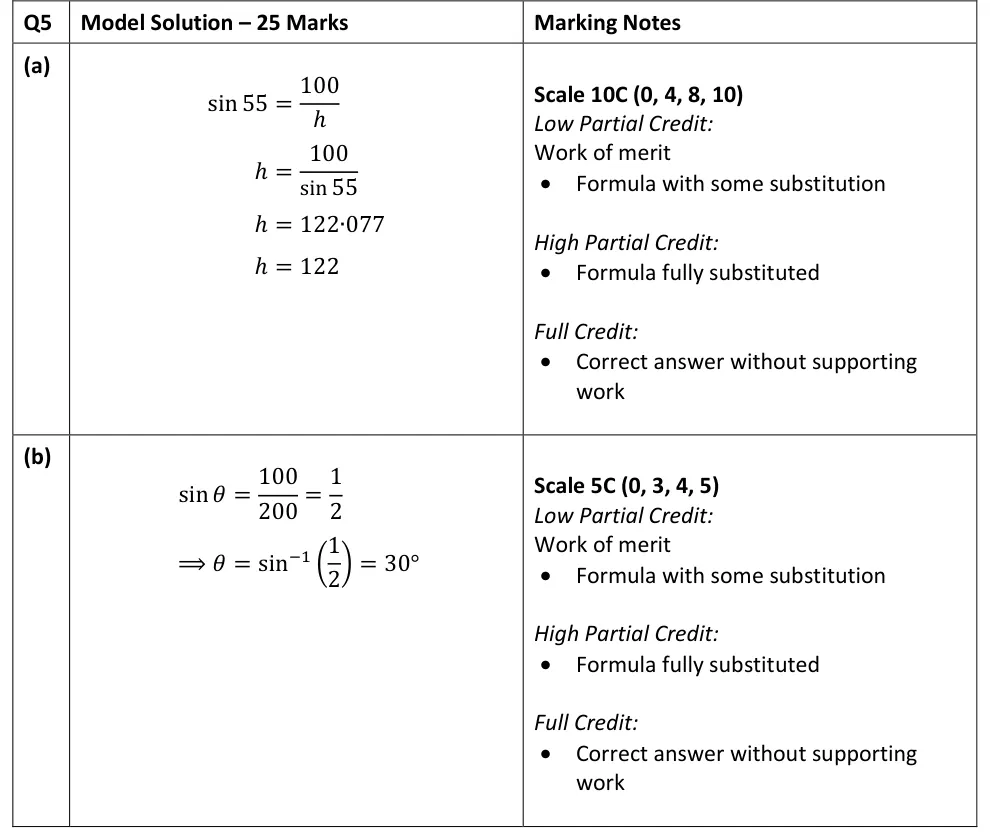 Q5 Model Solution – 25 Marks Marking Notes
(a)
sin 55 = 100/h
h = 100/sin 55
h = 122·077
h = 122
Scale 10C (0, 4, 8, 10)
Low Partial Credit:
Work of merit
• Formula with some substitution
High Partial Credit:
• Formula fully substituted
Full Credit:
• Correct answer without supporting
work
(b)
sin θ = 100/200 = 1/2
⟹ θ = sin⁻¹ (1/2) = 30°
Scale 5C (0, 3, 4, 5)
Low Partial Credit:
Work of merit
• Formula with some substitution
High Partial Credit:
• Formula fully substituted
Full Credit:
• Correct answer without supporting
work